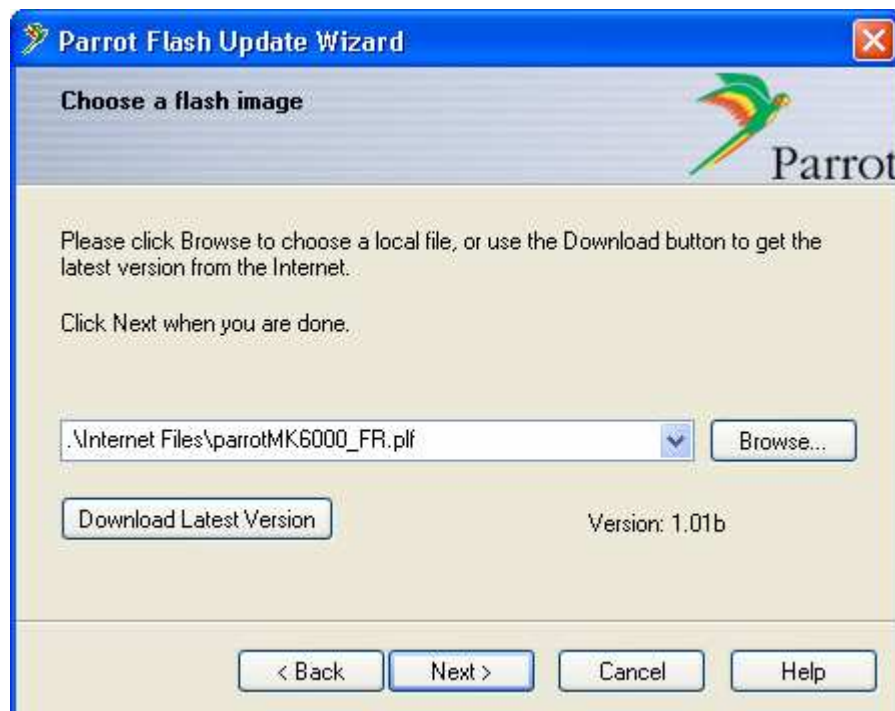 Parrot Flash Update Wizard
Choose a flash image
Parrot
Please click Browse to choose a local file, or use the Download button to get the
latest version from the Internet.
Click Next when you are done.
.\Internet Files\parrotMK6000_FR.plf
Browse...
Download Latest Version
Version: 1.01b
< Back
Next >
Cancel
Help